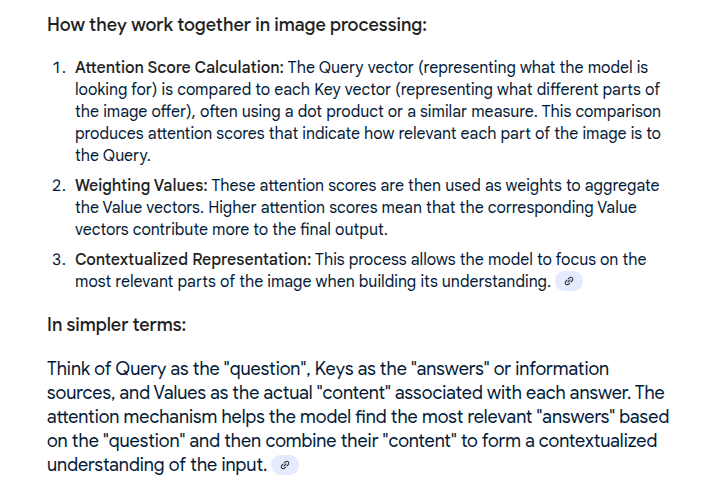 How they work together in image processing:
1. Attention Score Calculation: The Query vector (representing what the model is
looking for) is compared to each Key vector (representing what different parts of
the image offer), often using a dot product or a similar measure. This comparison
produces attention scores that indicate how relevant each part of the image is to
the Query.
2. Weighting Values: These attention scores are then used as weights to aggregate
the Value vectors. Higher attention scores mean that the corresponding Value
vectors contribute more to the final output.
3. Contextualized Representation: This process allows the model to focus on the
most relevant parts of the image when building its understanding.
In simpler terms:
Think of Query as the "question", Keys as the "answers" or information
sources, and Values as the actual "content" associated with each answer. The
attention mechanism helps the model find the most relevant "answers" based
on the "question" and then combine their "content" to form a contextualized
understanding of the input.